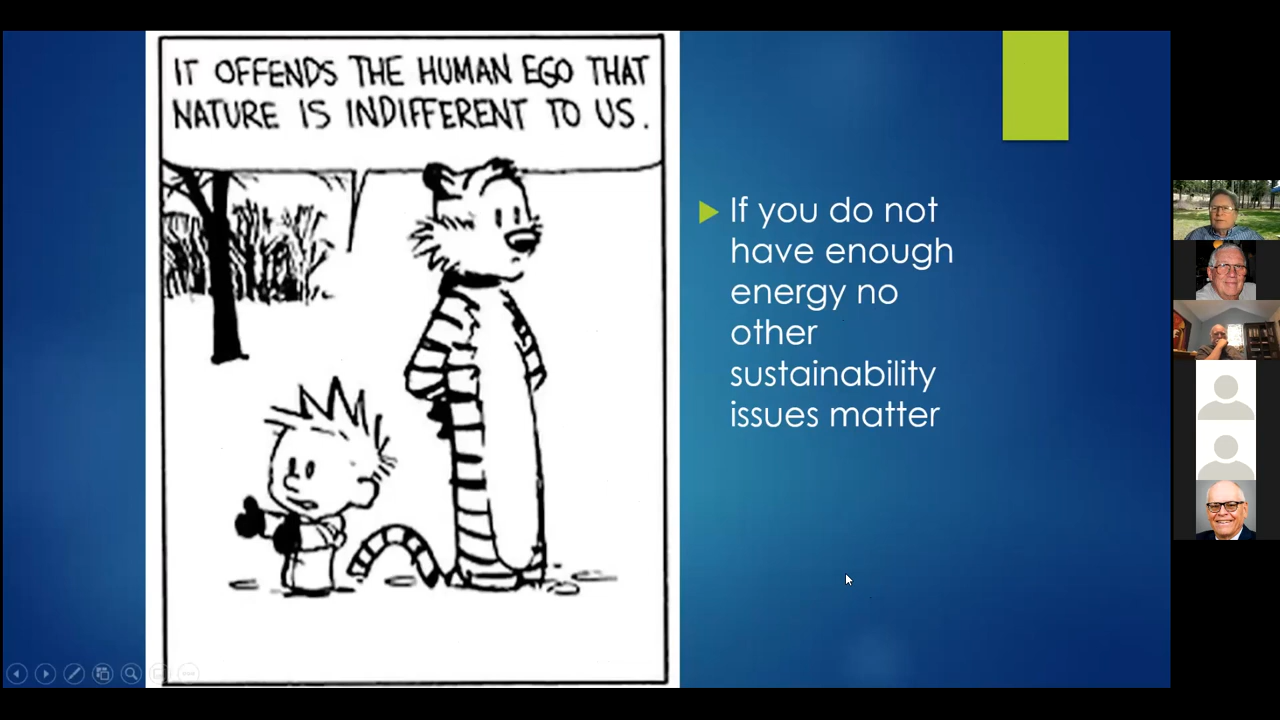 IT OFFENDS THE HUMAN EGO THAT
NATURE IS INDIFFERENT TO US.
If you do not
have enough
energy no
other
sustainability
issues matter